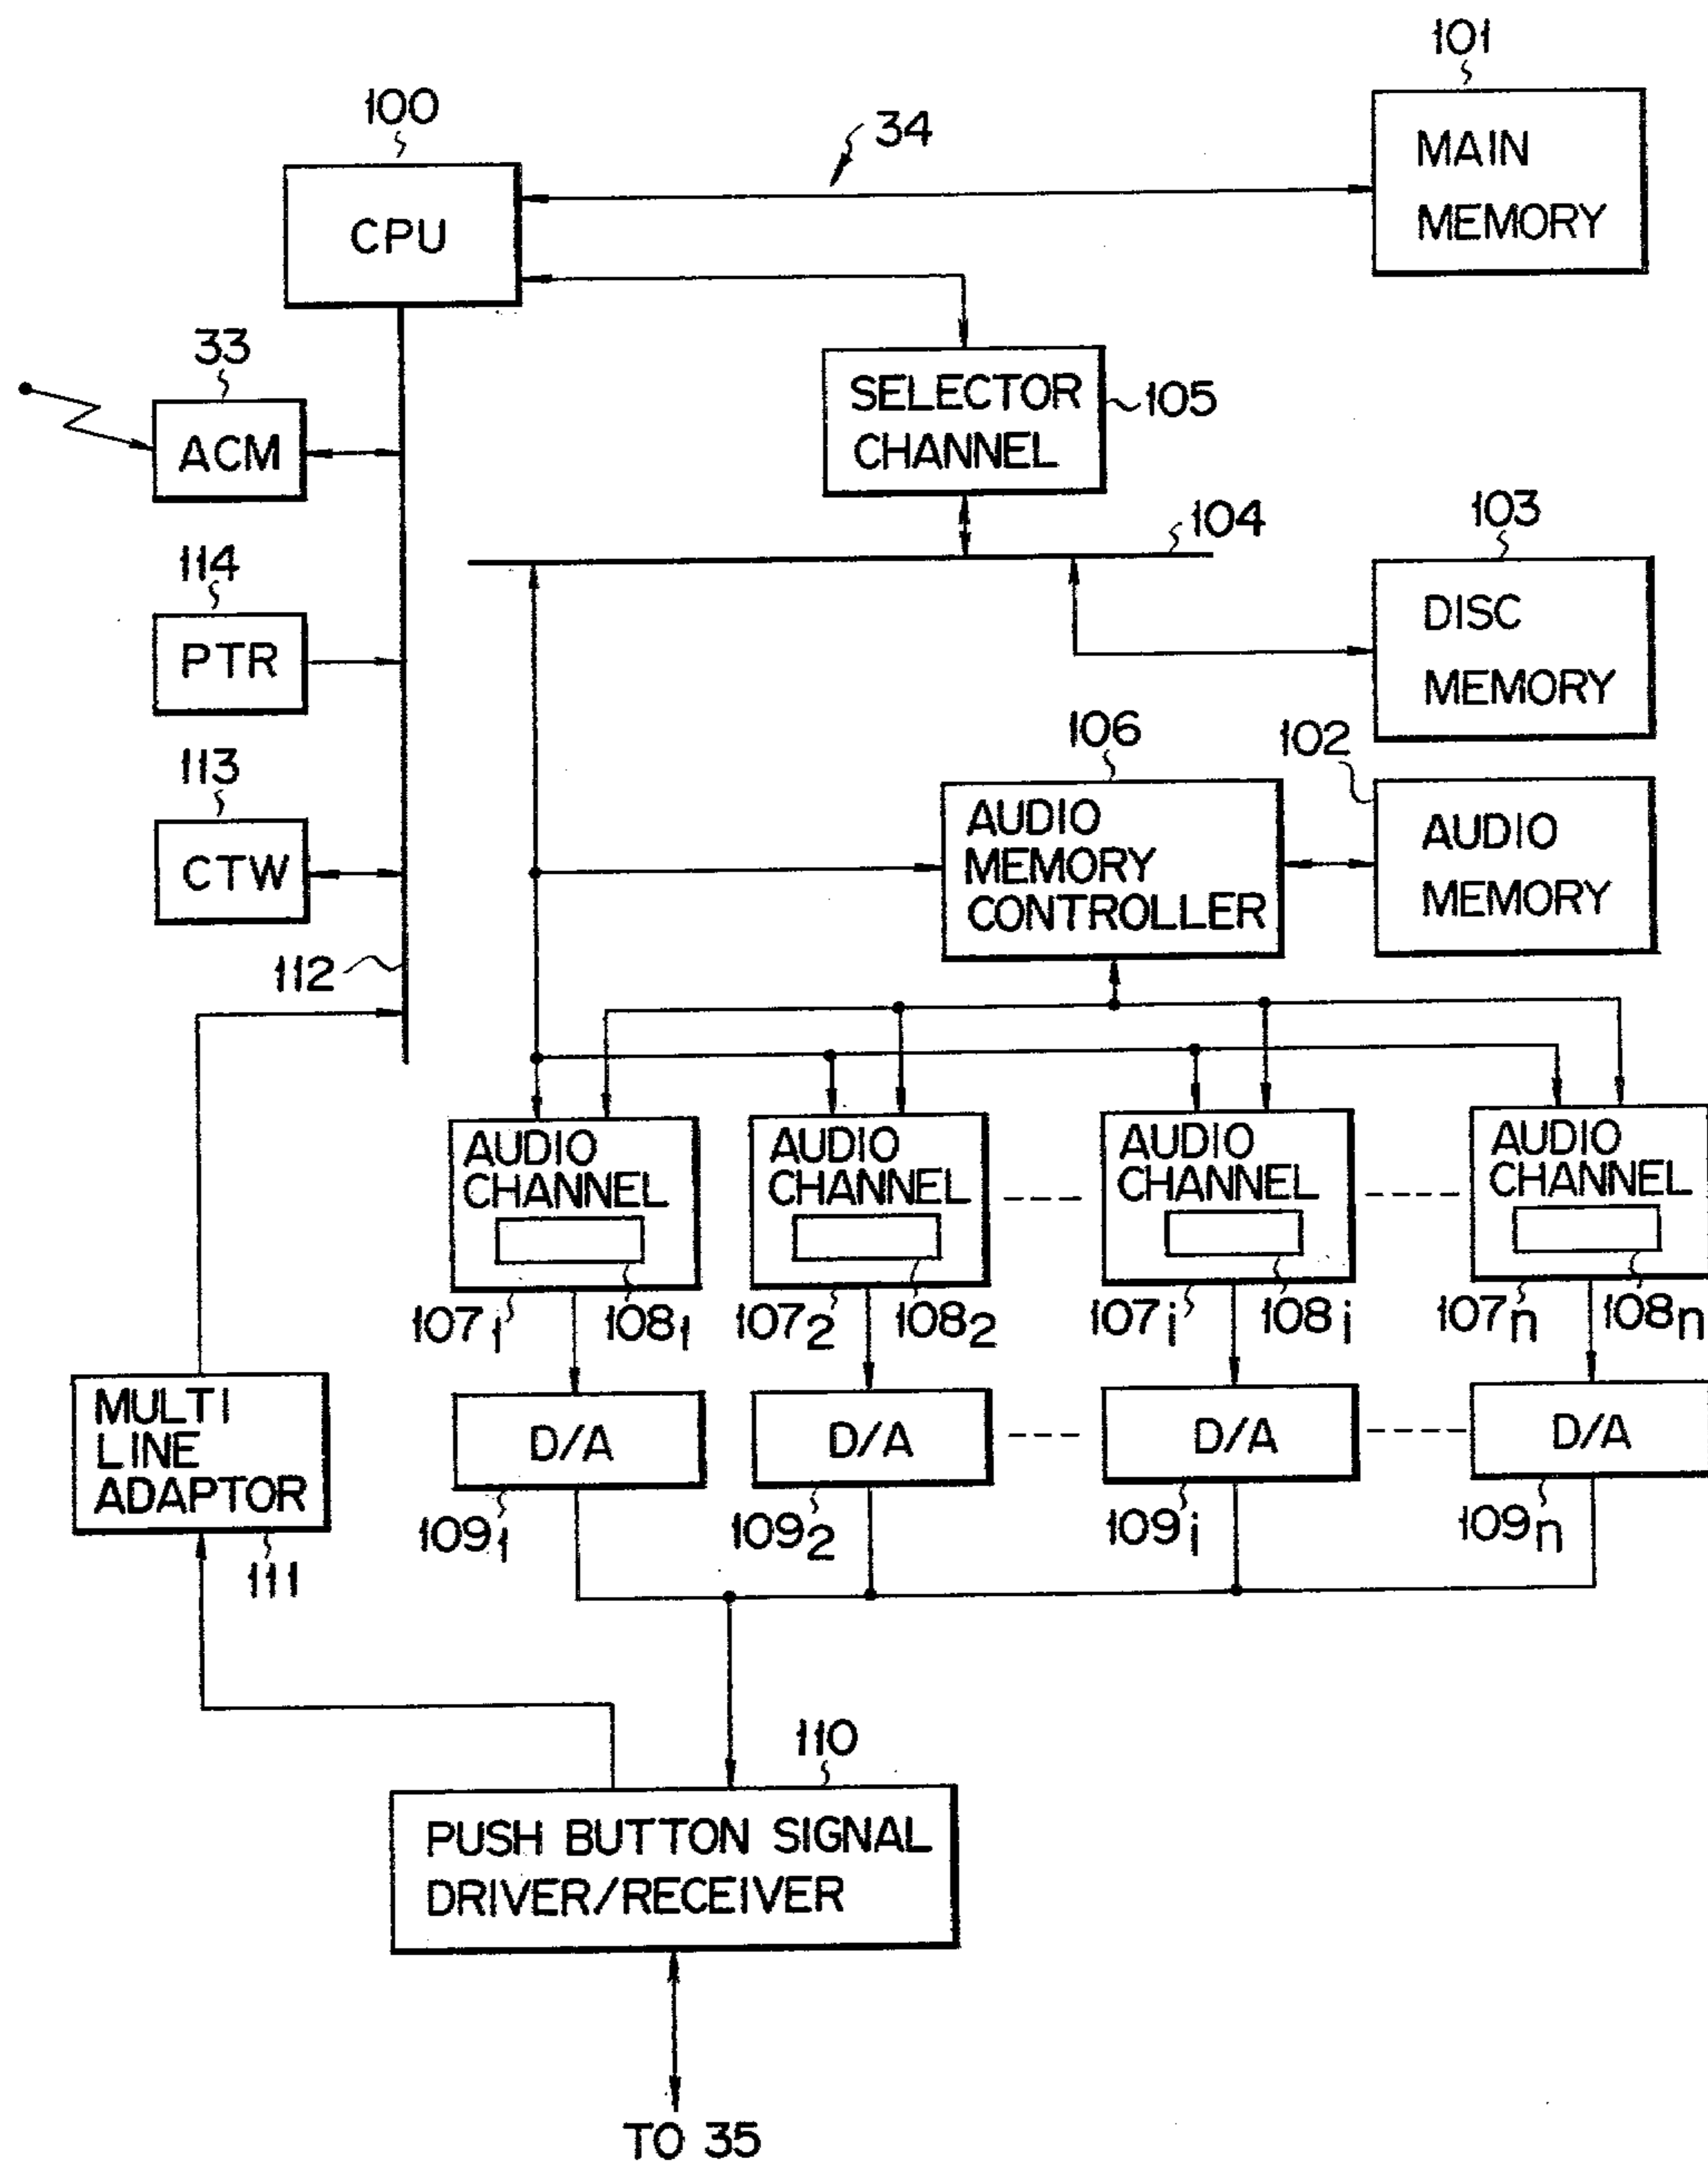 101
100
34
MAIN
MEMORY
CPU
33
ACM
SELECTOR
CHANNEL
105
104
103
114
PTR
DISC
MEMORY
106
102
113
CTW
AUDIO
MEMORY
CONTROLLER
AUDIO
MEMORY
112
AUDIO
CHANNEL
AUDIO
CHANNEL
AUDIO
CHANNEL
AUDIO
CHANNEL
107₁ 108₁ 107₂ 108₂ 107i 108i 107n 108n
MULTI
LINE
ADAPTOR
D/A D/A D/A D/A
109₁ 109₂ 109i 109n
111
110
PUSH BUTTON SIGNAL
DRIVER/RECEIVER
TO 35